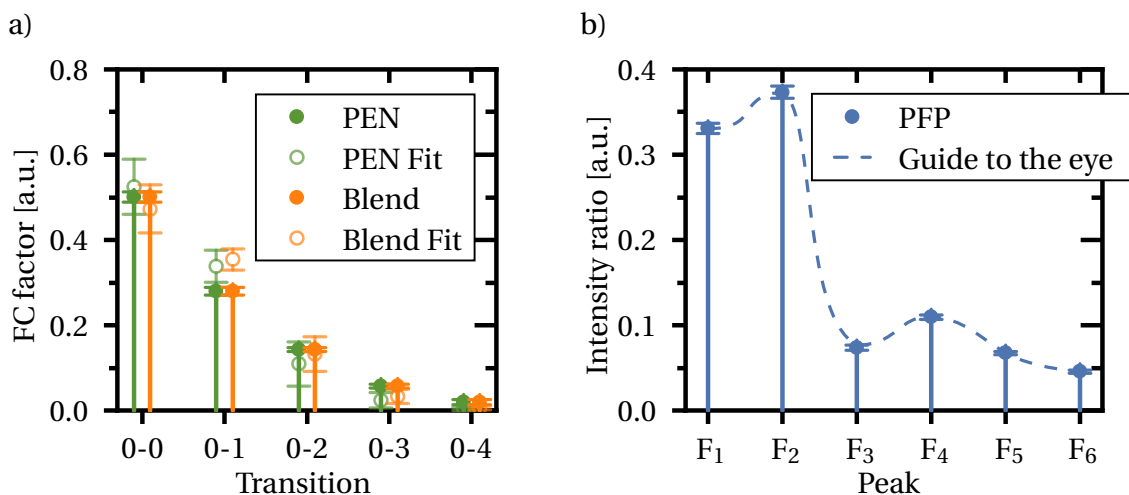 a)
FC factor [a.u.]
0.8
0.6
0.4
0.2
0.0
PEN
PEN Fit
Blend
Blend Fit
0-0 0-1 0-2 0-3 0-4
Transition
b)
Intensity ratio [a.u.]
0.4
0.3
0.2
0.1
0.0
PFP
Guide to the eye
F₁ F₂ F₃ F₄ F₅ F₆
Peak